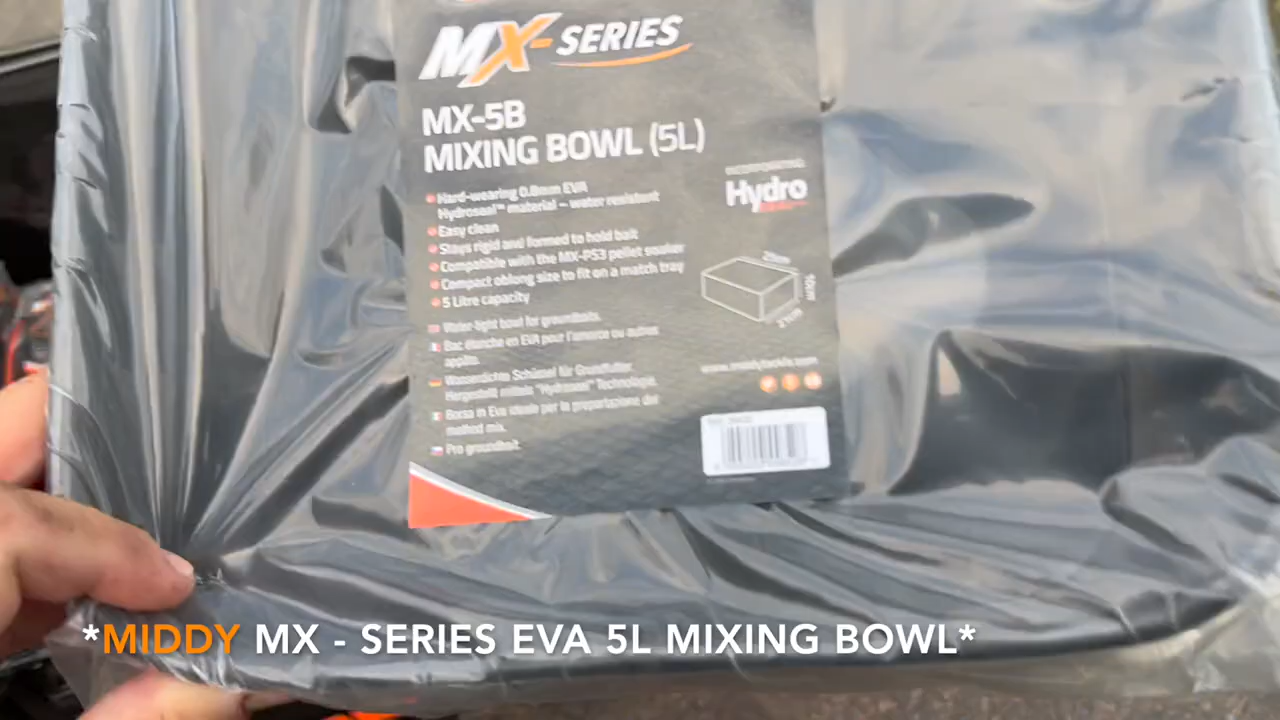 MX-SERIES
MX-5B
MIXING BOWL (5L)
Hard-wearing 0.8mm EVA
Hydroseal™ material – water resistant
Easy clean
Stays rigid and formed to hold bait
Compatible with the MX-PS3 pellet soaker
Compact oblong size to fit on a match tray
5 Litre capacity
INCORPORATING
Hydro
25cm
10cm
21cm
Water-tight bowl for groundbaits.
Bac étanche en EVA pour l'amorce ou autres
appâts.
Wasserdichte Schüssel für Grundfutter.
Hergestellt mittels "Hydroseal" Technologie.
Borsa in Eva ideale per la preparazione del
method mix.
Pro groundbait.
www.middytackle.com
*MIDDY MX - SERIES EVA 5L MIXING BOWL*